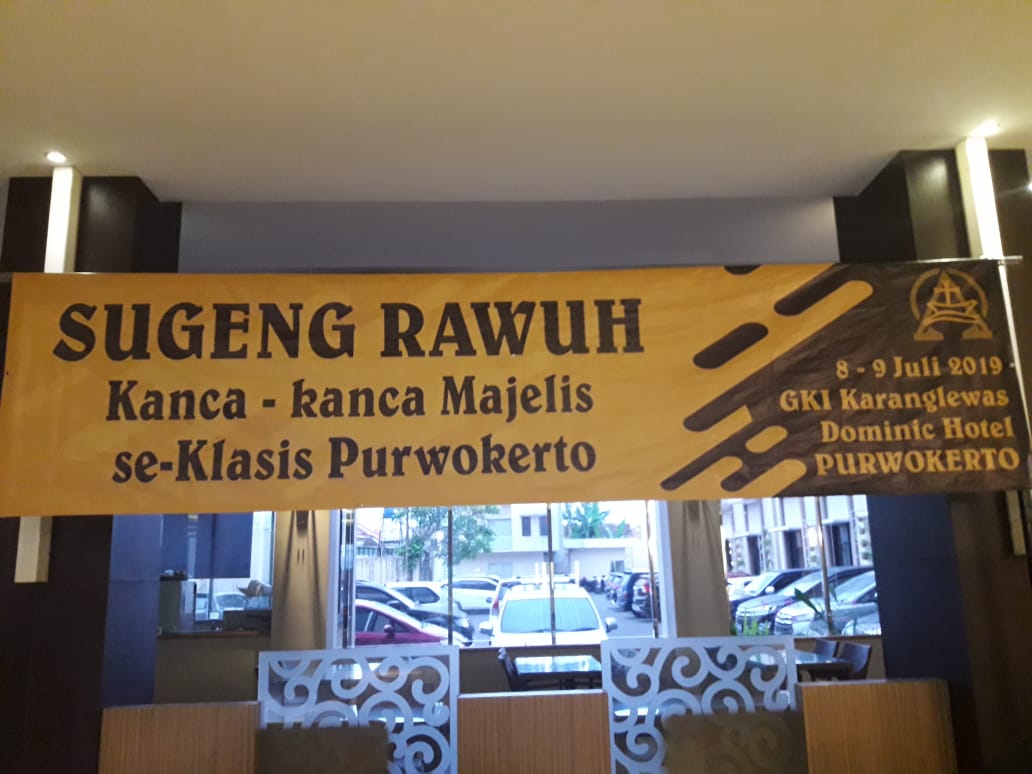 SUGENG RAWUH
Kanca - kanca Majelis
se-Klasis Purwokerto
8 - 9 Juli 2019
GKI Karanglewas
Dominic Hotel
PURWOKERTO